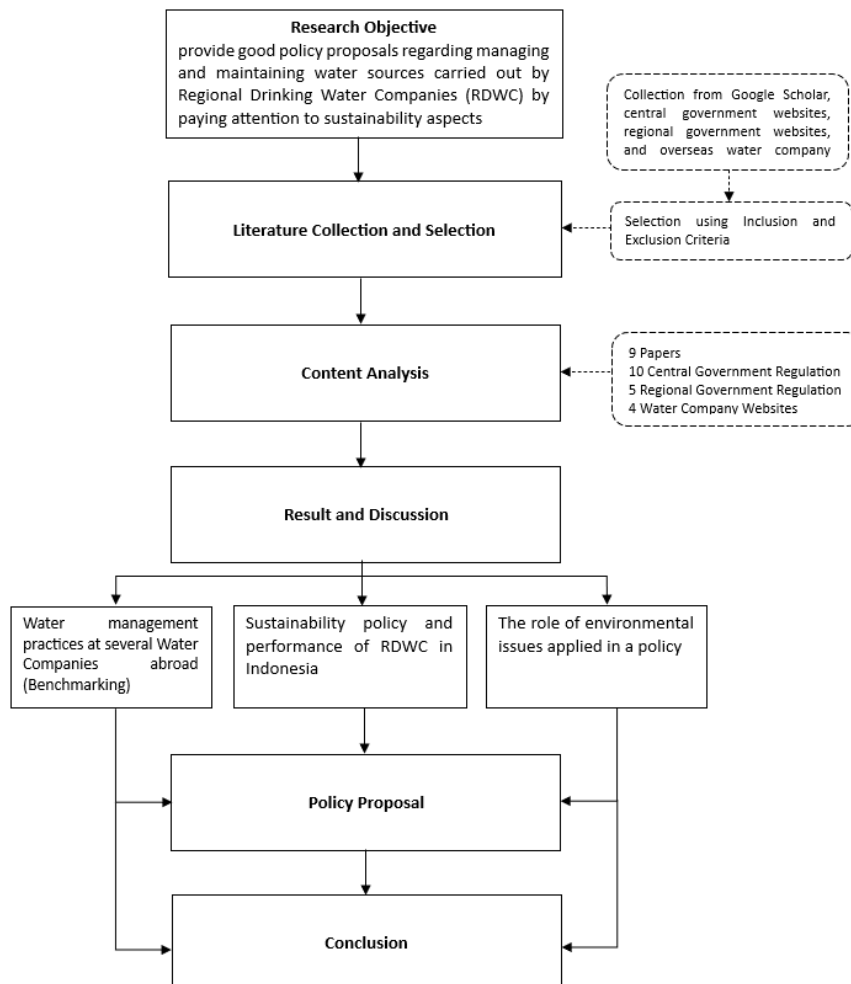 Research Objective
provide good policy proposals regarding managing
and maintaining water sources carried out by
Regional Drinking Water Companies (RDWC) by
paying attention to sustainability aspects
Collection from Google Scholar,
central government websites,
regional government websites,
and overseas water company
Literature Collection and Selection
Selection using Inclusion and
Exclusion Criteria
Content Analysis
9 Papers
10 Central Government Regulation
5 Regional Government Regulation
4 Water Company Websites
Result and Discussion
Water management
practices at several Water
Companies abroad
(Benchmarking)
Sustainability policy and
performance of RDWC in
Indonesia
The role of environmental
issues applied in a policy
Policy Proposal
Conclusion